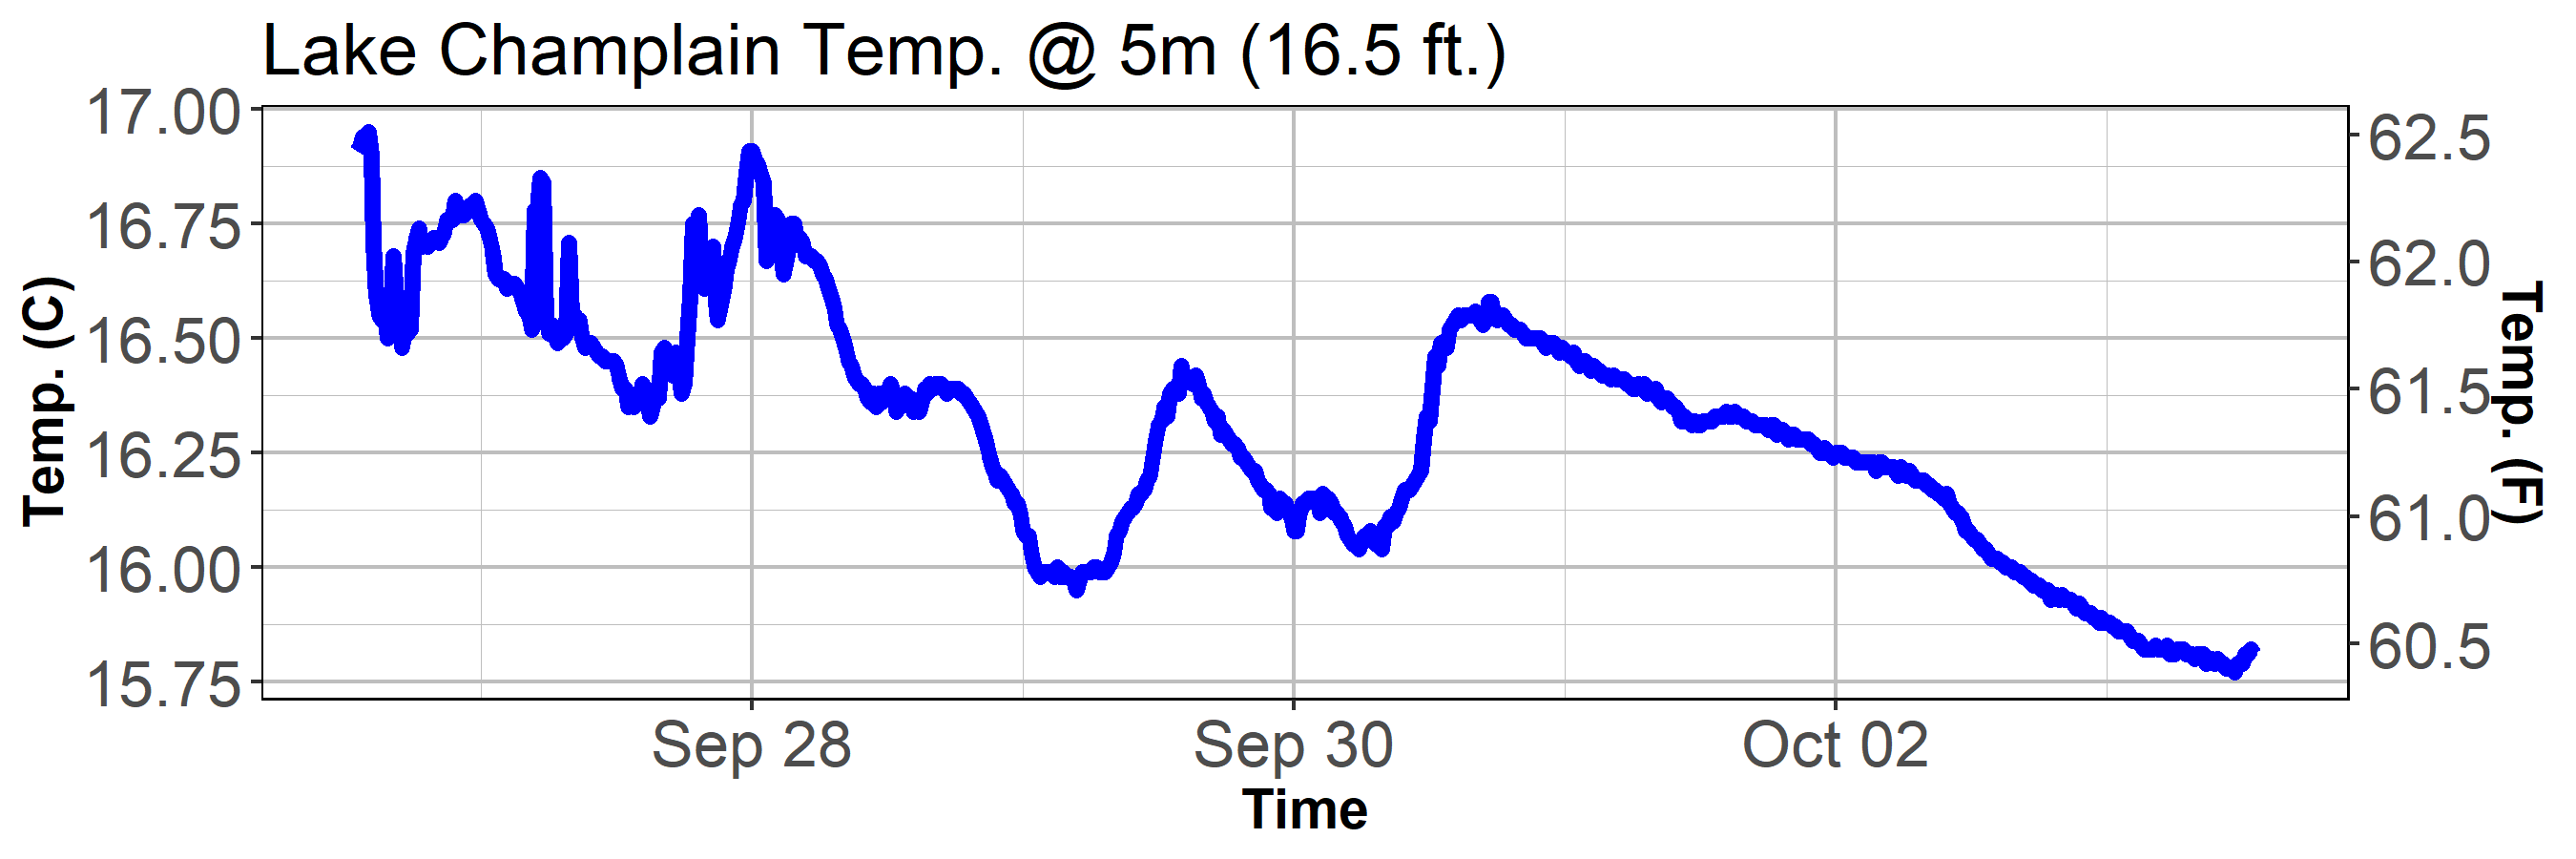 Lake Champlain Temp. @ 5m (16.5 ft.)
Temp. (C)
17.00
16.75
16.50
16.25
16.00
15.75
62.5
62.0
61.5
61.0
60.5
Temp. (F)
Sep 28 Sep 30 Oct 02
Time